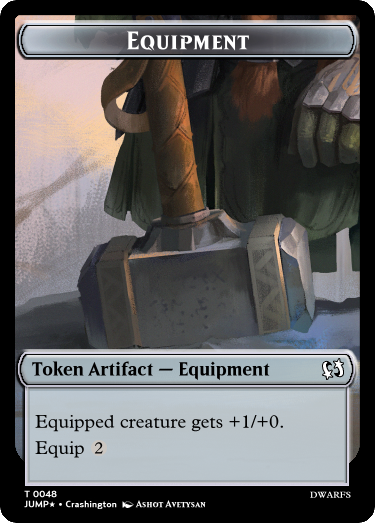 EQUIPMENT
Token Artifact — Equipment
Equipped creature gets +1/+0.
Equip 2
T 0048
DWARFS
JUMP★ • Crashington ASHOT AVETYSAN